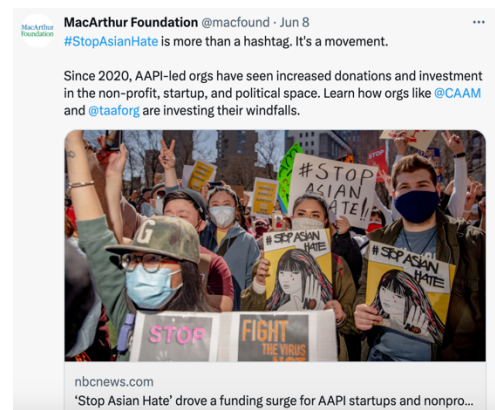 MacArthur
Foundation
MacArthur Foundation @macfound · Jun 8
#StopAsianHate is more than a hashtag. It's a movement.
Since 2020, AAPI-led orgs have seen increased donations and investment
in the non-profit, startup, and political space. Learn how orgs like @CAAM
and @taaforg are investing their windfalls.
#STOP
ASIAN
HATE!!
STOP
#STOP ASIAN
HATE
#STOP ASIAN
HATE
STOP
FIGHT
THE VIRUS
NOT
nbcnews.com
‘Stop Asian Hate’ drove a funding surge for AAPI startups and nonpro...